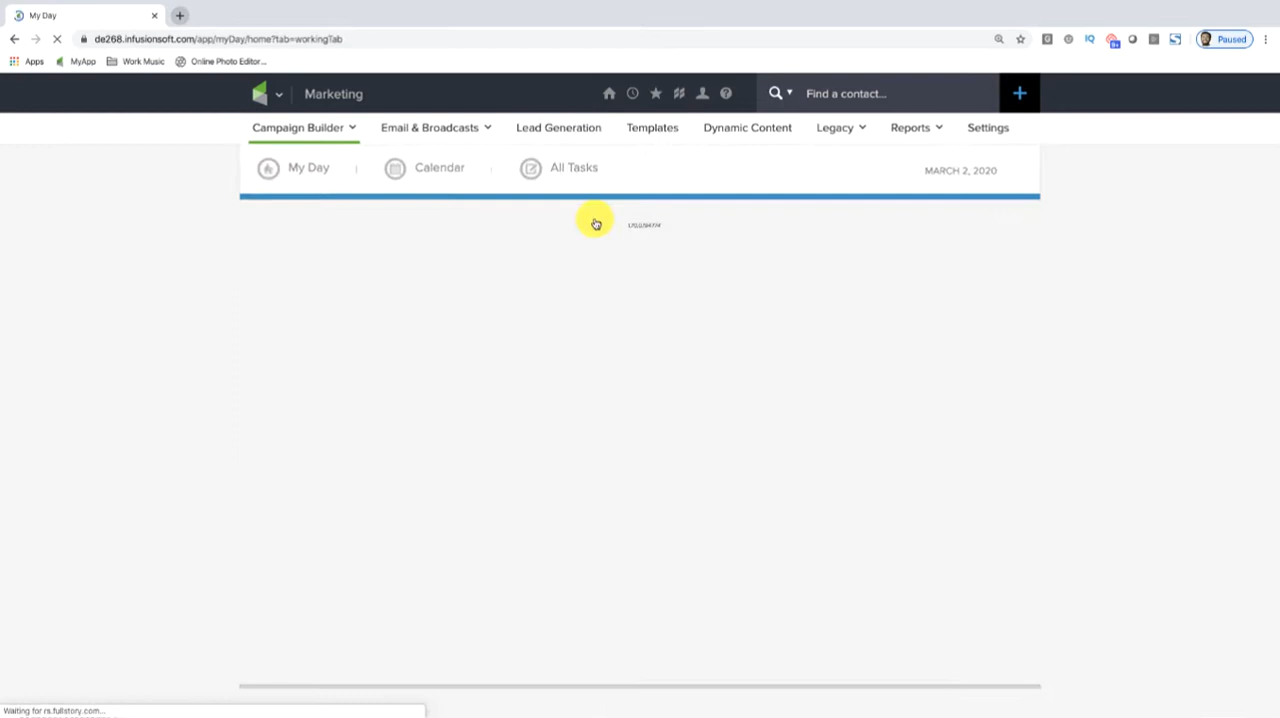 My Day
de268.infusionsoft.com/app/myDay/home?tab=workingTab
Paused
Apps MyApp Work Music Online Photo Editor...
Marketing Find a contact...
Campaign Builder Email & Broadcasts Lead Generation Templates Dynamic Content Legacy Reports Settings
My Day Calendar All Tasks MARCH 2, 2020
Waiting for rs.fullstory.com...